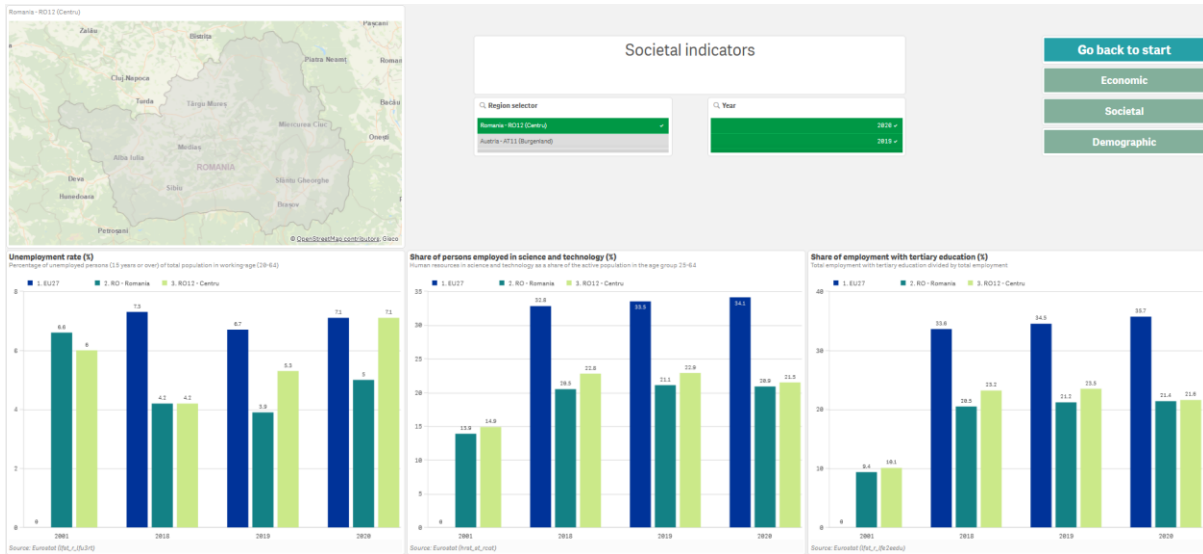 Romania - RO12 (Centru)
Zalău
Bistrița
Pașcani
Piatra Neamț
Roman
Cluj-Napoca
Turda
Târgu Mureș
Bacău
Miercurea Ciuc
Onești
Alba Iulia
Mediaș
ROMANIA
Deva
Sibiu
Sfântu Gheorghe
Hunedoara
Brașov
Petroșani
© OpenStreetMap contributors, Gisco
Societal indicators
Region selector
Romania - RO12 (Centru)
Austria - AT11 (Burgenland)
Year
2020
2019
Go back to start
Economic
Societal
Demographic
Unemployment rate (%)
Percentage of unemployed persons (15 years or over) of total population in working age (20-64)
1. EU27 2. RO - Romania 3. RO12 - Centru
8
6
4
2
0
0 6.6 6
7.3 4.2 4.2
6.7 3.9 5.3
7.1 5 7.1
2001 2018 2019 2020
Source: Eurostat (lfst_r_lfu3rt)
Share of persons employed in science and technology (%)
Human resources in science and technology as a share of the active population in the age group 25-64
1. EU27 2. RO - Romania 3. RO12 - Centru
35
30
25
20
15
10
5
0
0 13.9 14.9
32.8 20.5 22.8
33.5 21.1 22.9
34.1 20.9 21.5
2001 2018 2019 2020
Source: Eurostat (hrst_st_rcat)
Share of employment with tertiary education (%)
Total employment with tertiary education divided by total employment
1. EU27 2. RO - Romania 3. RO12 - Centru
40
30
20
10
0
0 9.4 10.1
33.6 20.5 23.2
34.5 21.2 23.5
35.7 21.4 21.6
2001 2018 2019 2020
Source: Eurostat (lfst_r_lfe2eedu)